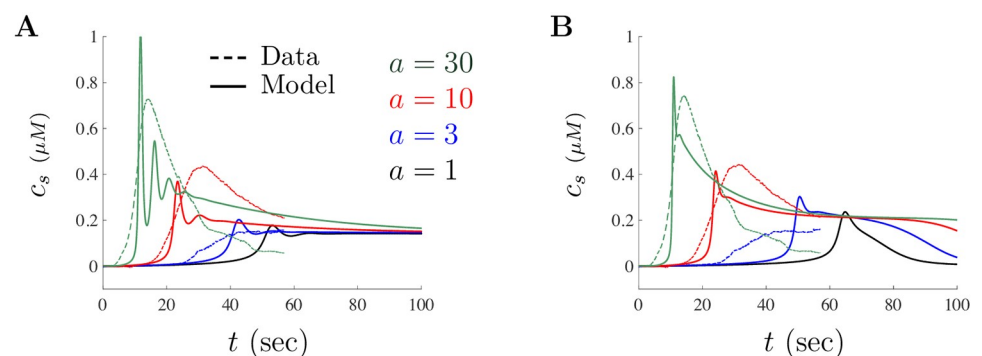 A
B
Data
Model
a = 30
a = 10
a = 3
a = 1
1
0.8
0.6
0.4
0.2
0
0 20 40 60 80 100
c_s (μM)
t (sec)
1
0.8
0.6
0.4
0.2
0
0 20 40 60 80 100
c_s (μM)
t (sec)